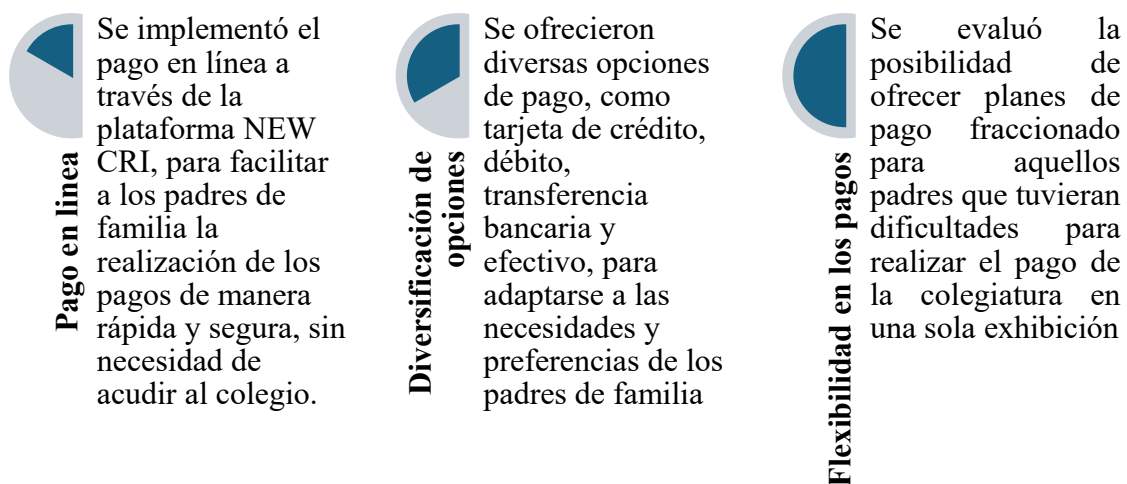 Pago en linea
Se implementó el
pago en línea a
través de la
plataforma NEW
CRI, para facilitar
a los padres de
familia la
realización de los
pagos de manera
rápida y segura, sin
necesidad de
acudir al colegio.
Diversificación de
opciones
Se ofrecieron
diversas opciones
de pago, como
tarjeta de crédito,
débito,
transferencia
bancaria y
efectivo, para
adaptarse a las
necesidades y
preferencias de los
padres de familia
Flexibilidad en los pagos
Se evaluó la
posibilidad de
ofrecer planes de
pago fraccionado
para aquellos
padres que tuvieran
dificultades para
realizar el pago de
la colegiatura en
una sola exhibición